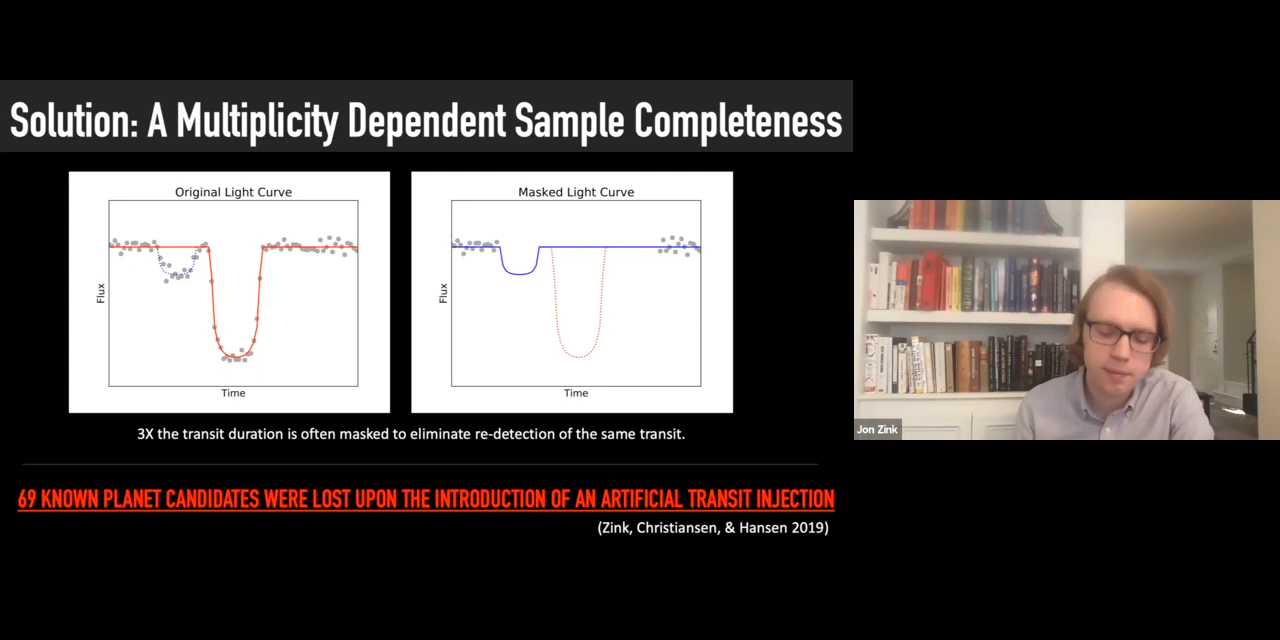 Solution: A Multiplicity Dependent Sample Completeness
Original Light Curve
Flux
Time
Masked Light Curve
Flux
Time
3X the transit duration is often masked to eliminate re-detection of the same transit.
69 KNOWN PLANET CANDIDATES WERE LOST UPON THE INTRODUCTION OF AN ARTIFICIAL TRANSIT INJECTION
(Zink, Christiansen, & Hansen 2019)
Jon Zink